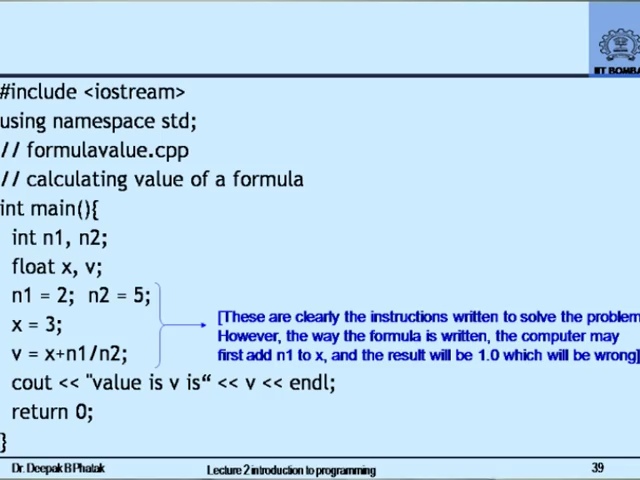 IIT BOMBA
#include <iostream>
using namespace std;
// formulavalue.cpp
// calculating value of a formula
int main(){
int n1, n2;
float x, v;
n1 = 2; n2 = 5;
x = 3;
v = x+n1/n2;
[These are clearly the instructions written to solve the problem
However, the way the formula is written, the computer may
first add n1 to x, and the result will be 1.0 which will be wrong]
cout << "value is v is“ << v << endl;
return 0;
}
Dr. Deepak B Phatak
Lecture 2 introduction to programming
39